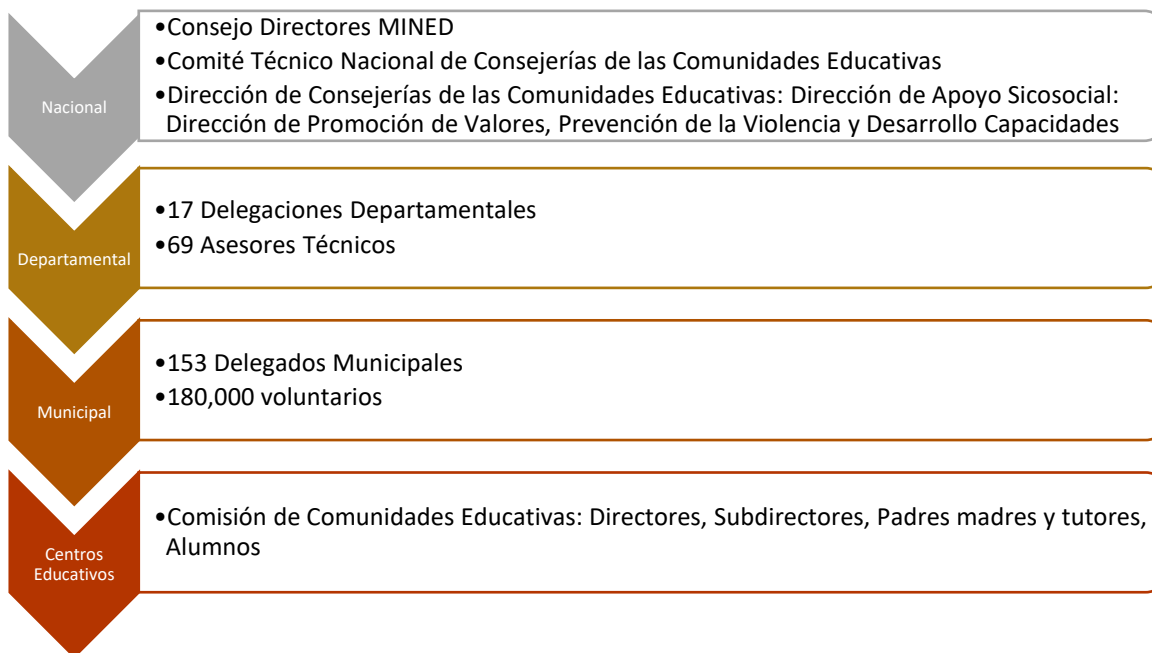 Nacional
•Consejo Directores MINED
•Comité Técnico Nacional de Consejerías de las Comunidades Educativas
•Dirección de Consejerías de las Comunidades Educativas: Dirección de Apoyo Sicosocial:
Dirección de Promoción de Valores, Prevención de la Violencia y Desarrollo Capacidades
Departamental
•17 Delegaciones Departamentales
•69 Asesores Técnicos
Municipal
•153 Delegados Municipales
•180,000 voluntarios
Centros
Educativos
•Comisión de Comunidades Educativas: Directores, Subdirectores, Padres madres y tutores,
Alumnos